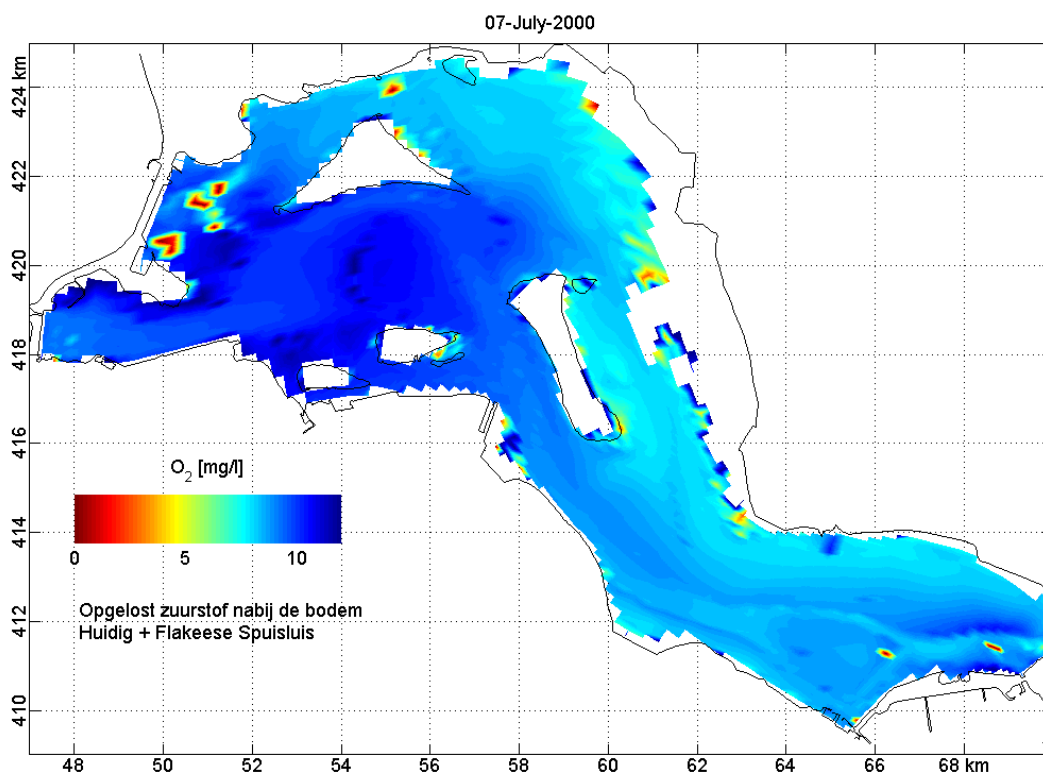 07-July-2000
424 km
422
420
418
416
414
412
410
O2 [mg/l]
0 5 10
Opgelost zuurstof nabij de bodem
Huidig + Flakeese Spuisluis
48 50 52 54 56 58 60 62 64 66 68 km